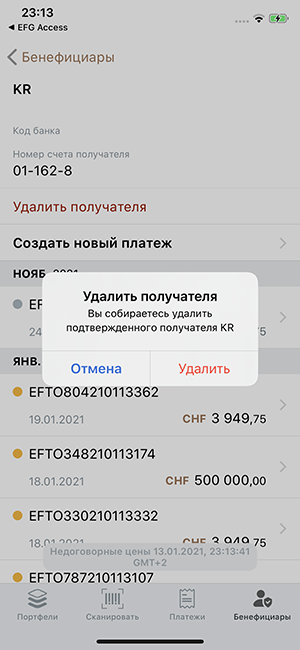 23:13
◀ EFG Access
Бенефициары
KR
Код банка
Номер счета получателя
01-162-8
Удалить получателя
Создать новый платеж
НОЯБ. 2021
Удалить получателя
Вы собираетесь удалить
подтвержденного получателя KR
Отмена
Удалить
ЯНВ.
EFTO804210113362
19.01.2021 CHF 3 949,75
EFTO348210113174
18.01.2021 CHF 500 000,00
EFTO330210113332
18.01.2021 CHF 3 949,75
Недоговорные цены 13.01.2021, 23:13:41
GMT+2
EFTO787210113107
Портфели
Сканировать
Платежи
Бенефициары